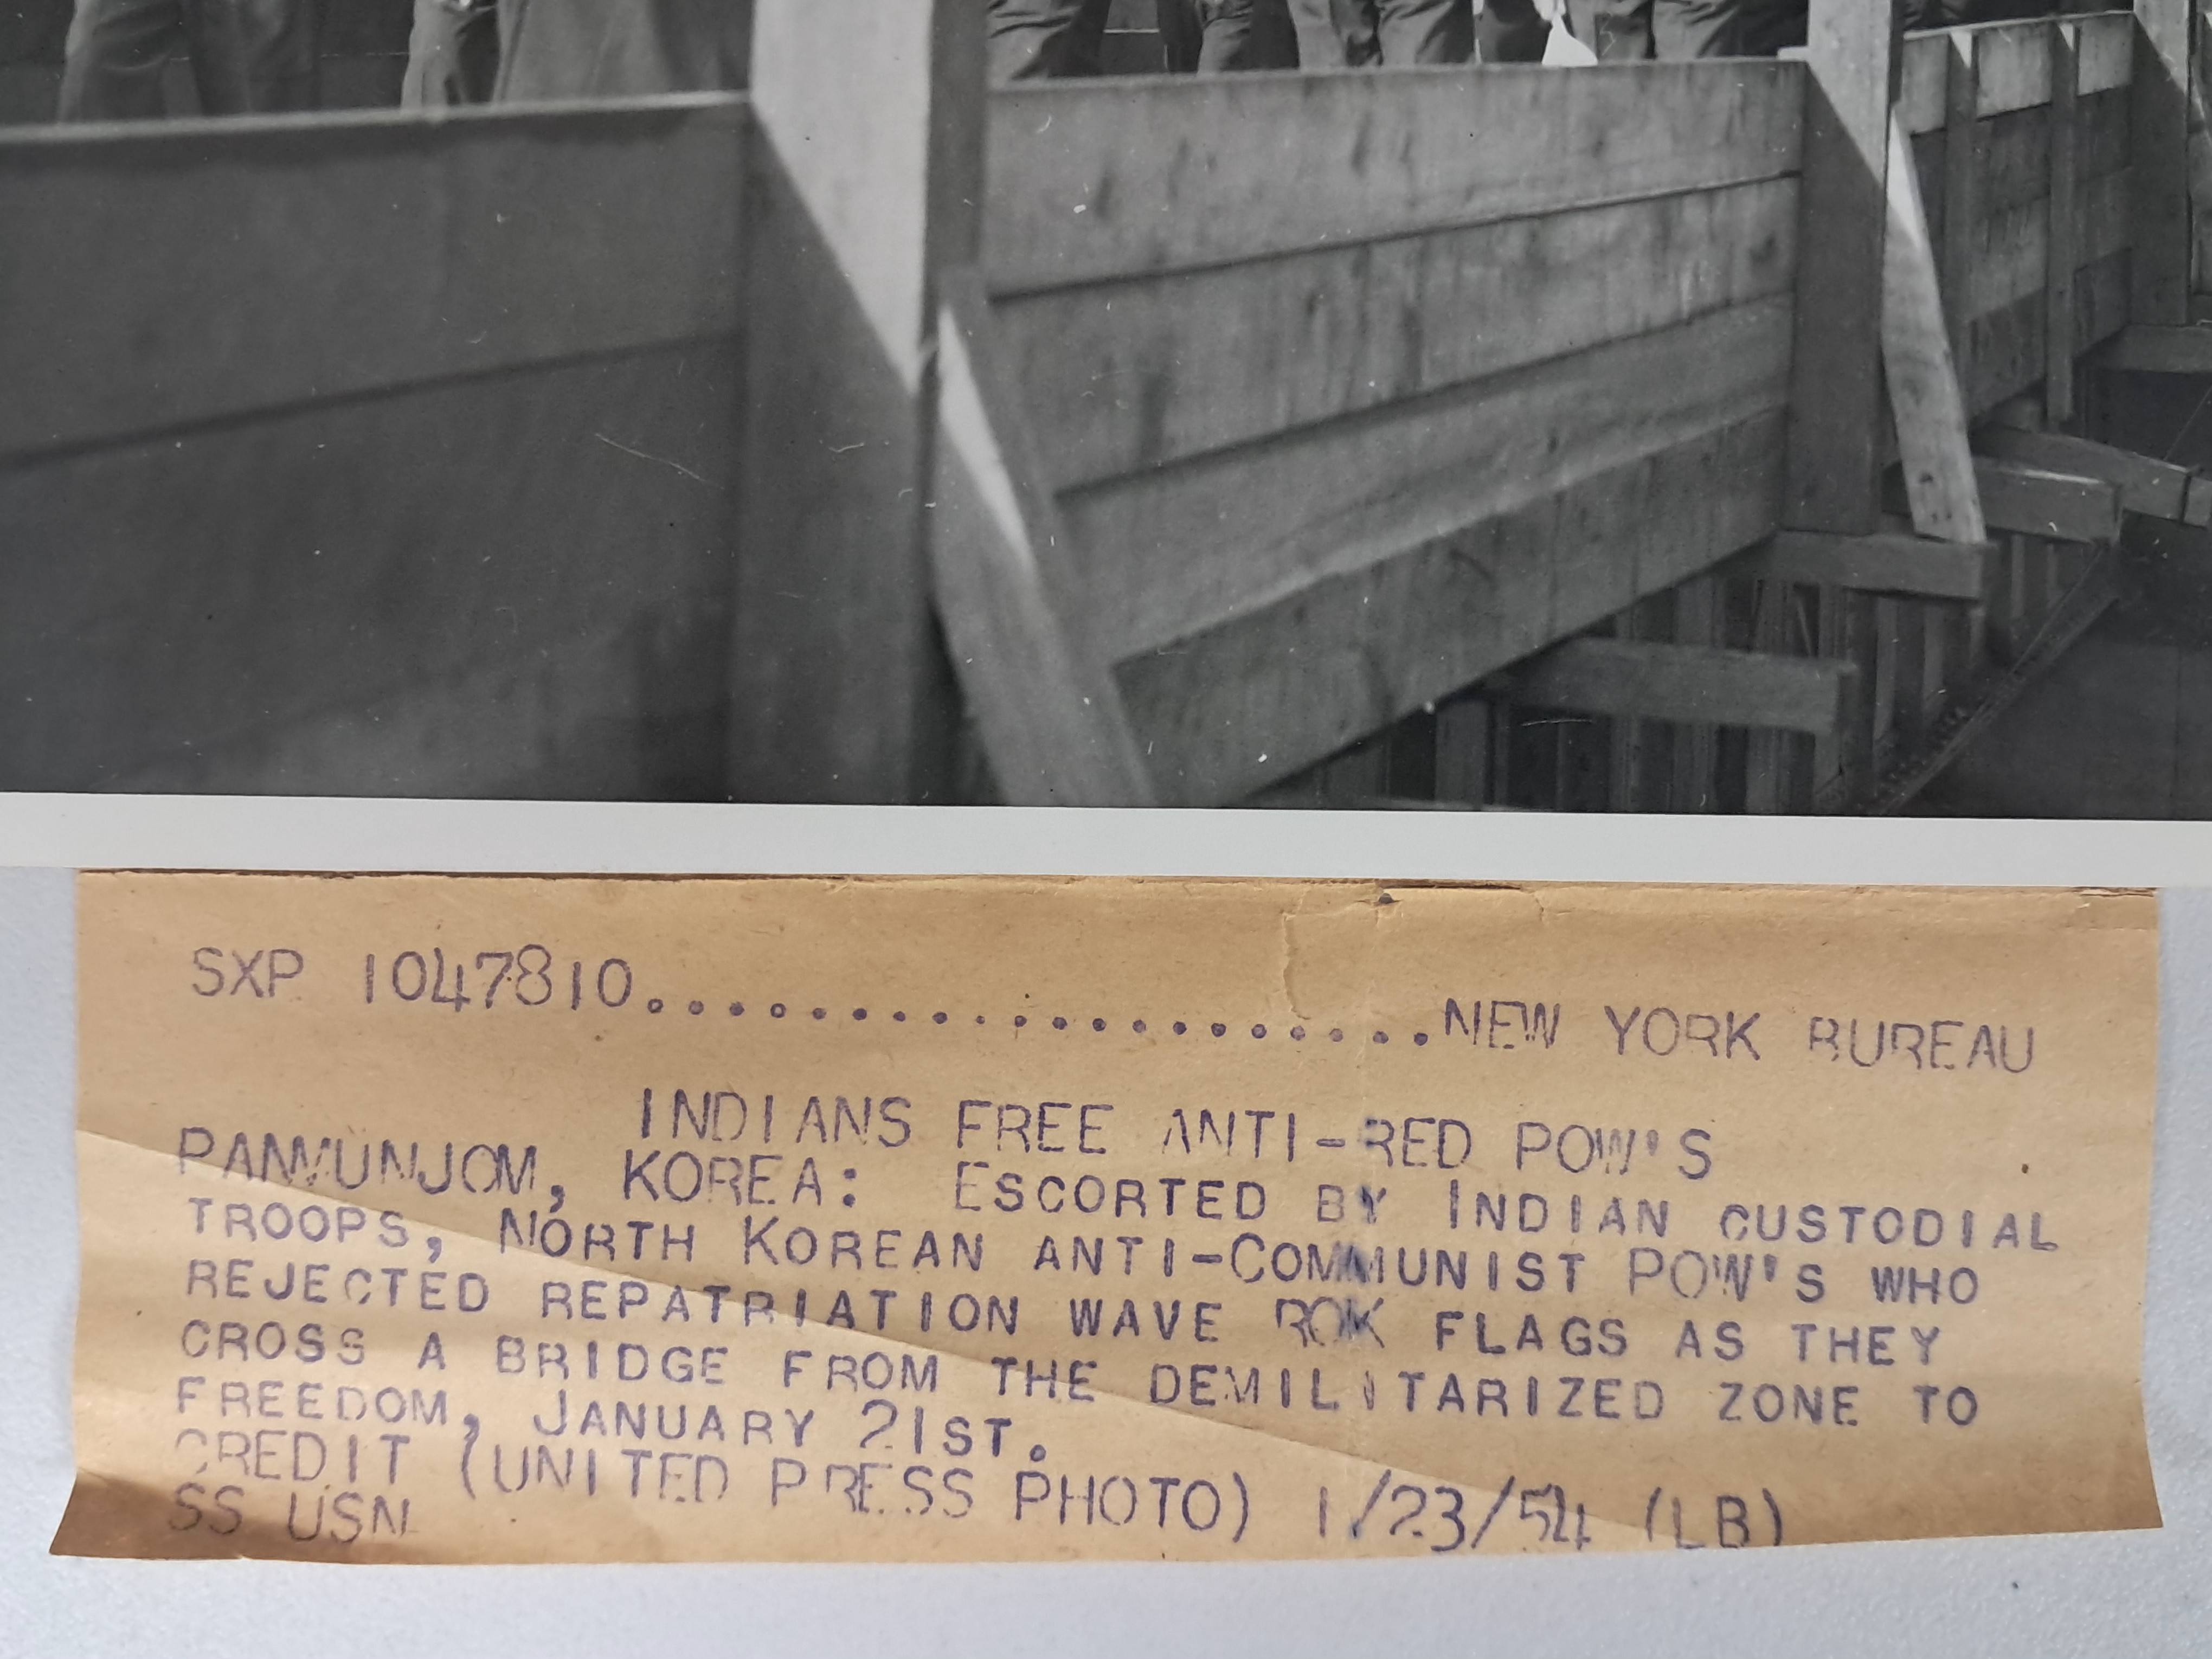 SXP 1047810....................NEW YORK BUREAU
INDIANS FREE ANTI-RED POW'S
PANMUNJOM, KOREA: ESCORTED BY INDIAN CUSTODIAL
TROOPS, NORTH KOREAN ANTI-COMMUNIST POW'S WHO
REJECTED REPATRIATION WAVE ROK FLAGS AS THEY
CROSS A BRIDGE FROM THE DEMILITARIZED ZONE TO
FREEDOM, JANUARY 21ST.
CREDIT (UNITED PRESS PHOTO) 1/23/54 (LB)
SS USN